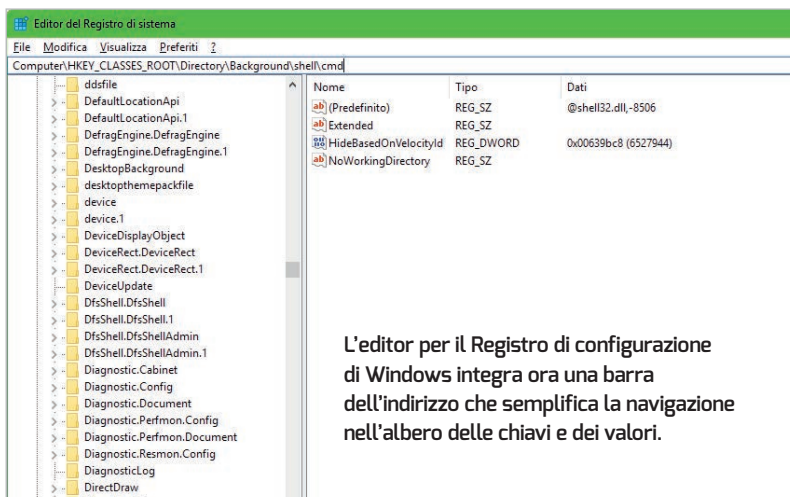 Editor del Registro di sistema
File Modifica Visualizza Preferiti ?
Computer\HKEY_CLASSES_ROOT\Directory\Background\shell\cmd
ddsfile
DefaultLocationApi
DefaultLocationApi.1
DefragEngine.DefragEngine
DefragEngine.DefragEngine.1
DesktopBackground
desktopthemepackfile
device
device.1
DeviceDisplayObject
DeviceRect.DeviceRect
DeviceRect.DeviceRect.1
DeviceUpdate
DfsShell.DfsShell
DfsShell.DfsShell.1
DfsShell.DfsShellAdmin
DfsShell.DfsShellAdmin.1
Diagnostic.Cabinet
Diagnostic.Config
Diagnostic.Document
Diagnostic.Perfmon.Config
Diagnostic.Perfmon.Document
Diagnostic.Resmon.Config
DiagnosticLog
DirectDraw
Nome Tipo Dati
(Predefinito) REG_SZ @shell32.dll,-8506
Extended REG_SZ
HideBasedOnVelocityId REG_DWORD 0x00639bc8 (6527944)
NoWorkingDirectory REG_SZ
L'editor per il Registro di configurazione
di Windows integra ora una barra
dell'indirizzo che semplifica la navigazione
nell'albero delle chiavi e dei valori.